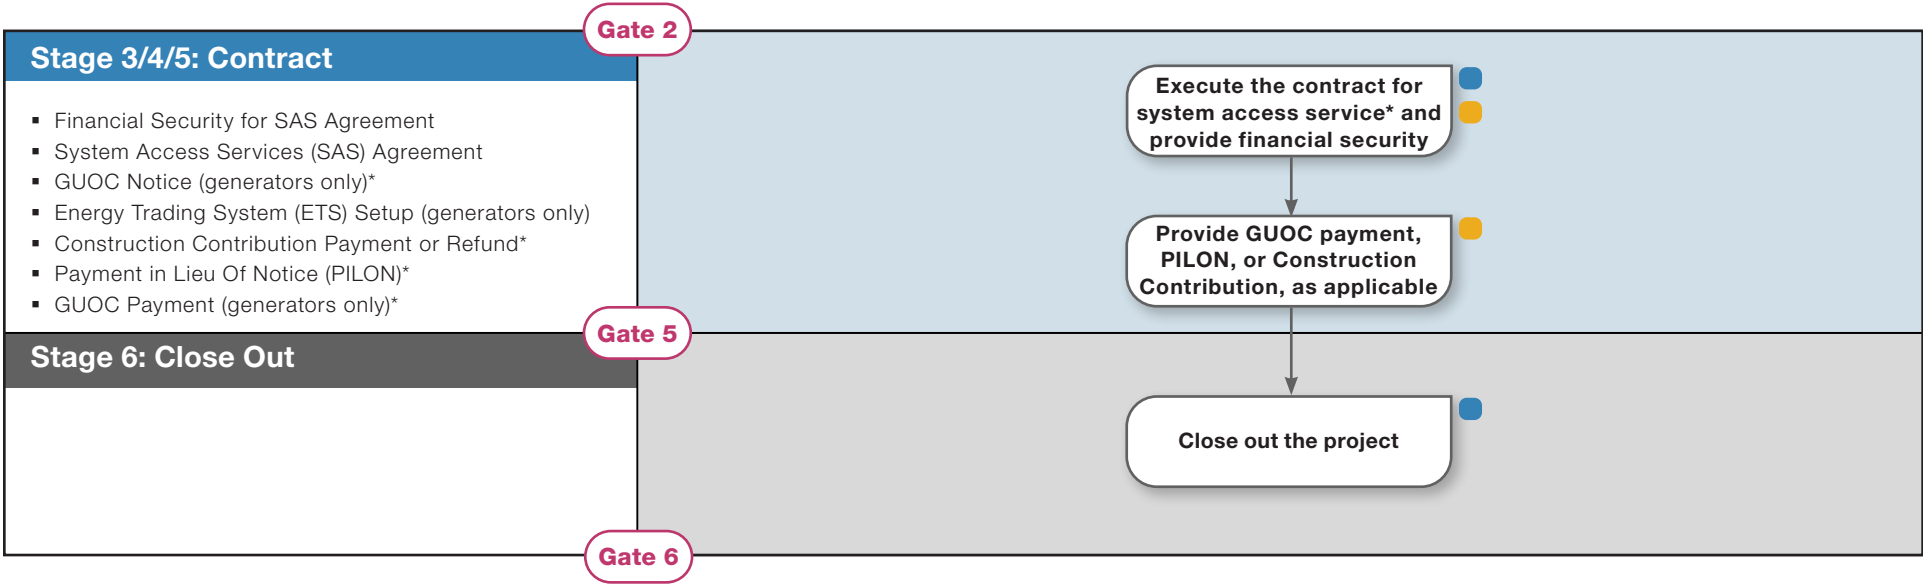 Gate 2
Stage 3/4/5: Contract
▪ Financial Security for SAS Agreement
▪ System Access Services (SAS) Agreement
▪ GUOC Notice (generators only)*
▪ Energy Trading System (ETS) Setup (generators only)
▪ Construction Contribution Payment or Refund*
▪ Payment in Lieu Of Notice (PILON)*
▪ GUOC Payment (generators only)*
Execute the contract for
system access service* and
provide financial security
Provide GUOC payment,
PILON, or Construction
Contribution, as applicable
Gate 5
Stage 6: Close Out
Close out the project
Gate 6